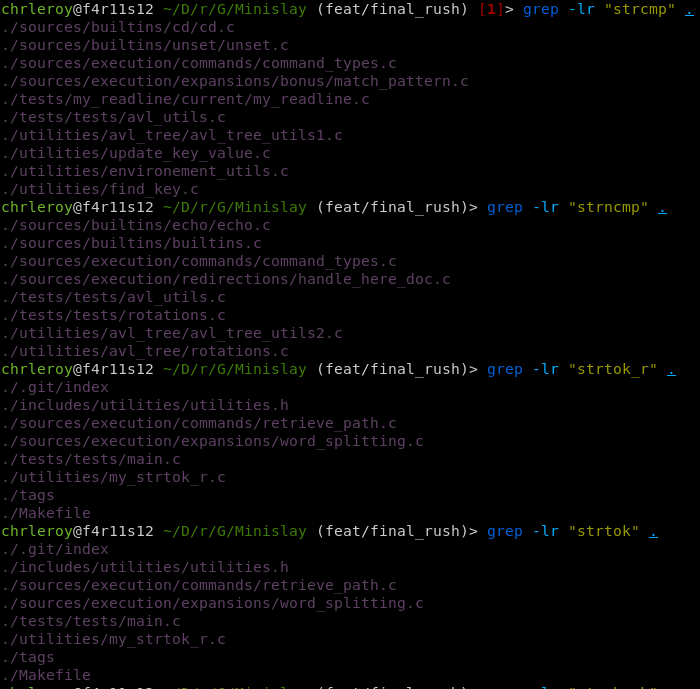 chrleroy@f4r11s12 ~/D/r/G/Minislay (feat/final_rush) [1]> grep -lr "strcmp" .
./sources/builtins/cd/cd.c
./sources/builtins/unset/unset.c
./sources/execution/commands/command_types.c
./sources/execution/expansions/bonus/match_pattern.c
./tests/my_readline/current/my_readline.c
./tests/tests/avl_utils.c
./utilities/avl_tree/avl_tree_utils1.c
./utilities/update_key_value.c
./utilities/environement_utils.c
./utilities/find_key.c
chrleroy@f4r11s12 ~/D/r/G/Minislay (feat/final_rush)> grep -lr "strncmp" .
./sources/builtins/echo/echo.c
./sources/builtins/builtins.c
./sources/execution/commands/command_types.c
./sources/execution/redirections/handle_here_doc.c
./tests/tests/avl_utils.c
./tests/tests/rotations.c
./utilities/avl_tree/avl_tree_utils2.c
./utilities/avl_tree/rotations.c
chrleroy@f4r11s12 ~/D/r/G/Minislay (feat/final_rush)> grep -lr "strtok_r" .
./.git/index
./includes/utilities/utilities.h
./sources/execution/commands/retrieve_path.c
./sources/execution/expansions/word_splitting.c
./tests/tests/main.c
./utilities/my_strtok_r.c
./tags
./Makefile
chrleroy@f4r11s12 ~/D/r/G/Minislay (feat/final_rush)> grep -lr "strtok" .
./.git/index
./includes/utilities/utilities.h
./sources/execution/commands/retrieve_path.c
./sources/execution/expansions/word_splitting.c
./tests/tests/main.c
./utilities/my_strtok_r.c
./tags
./Makefile